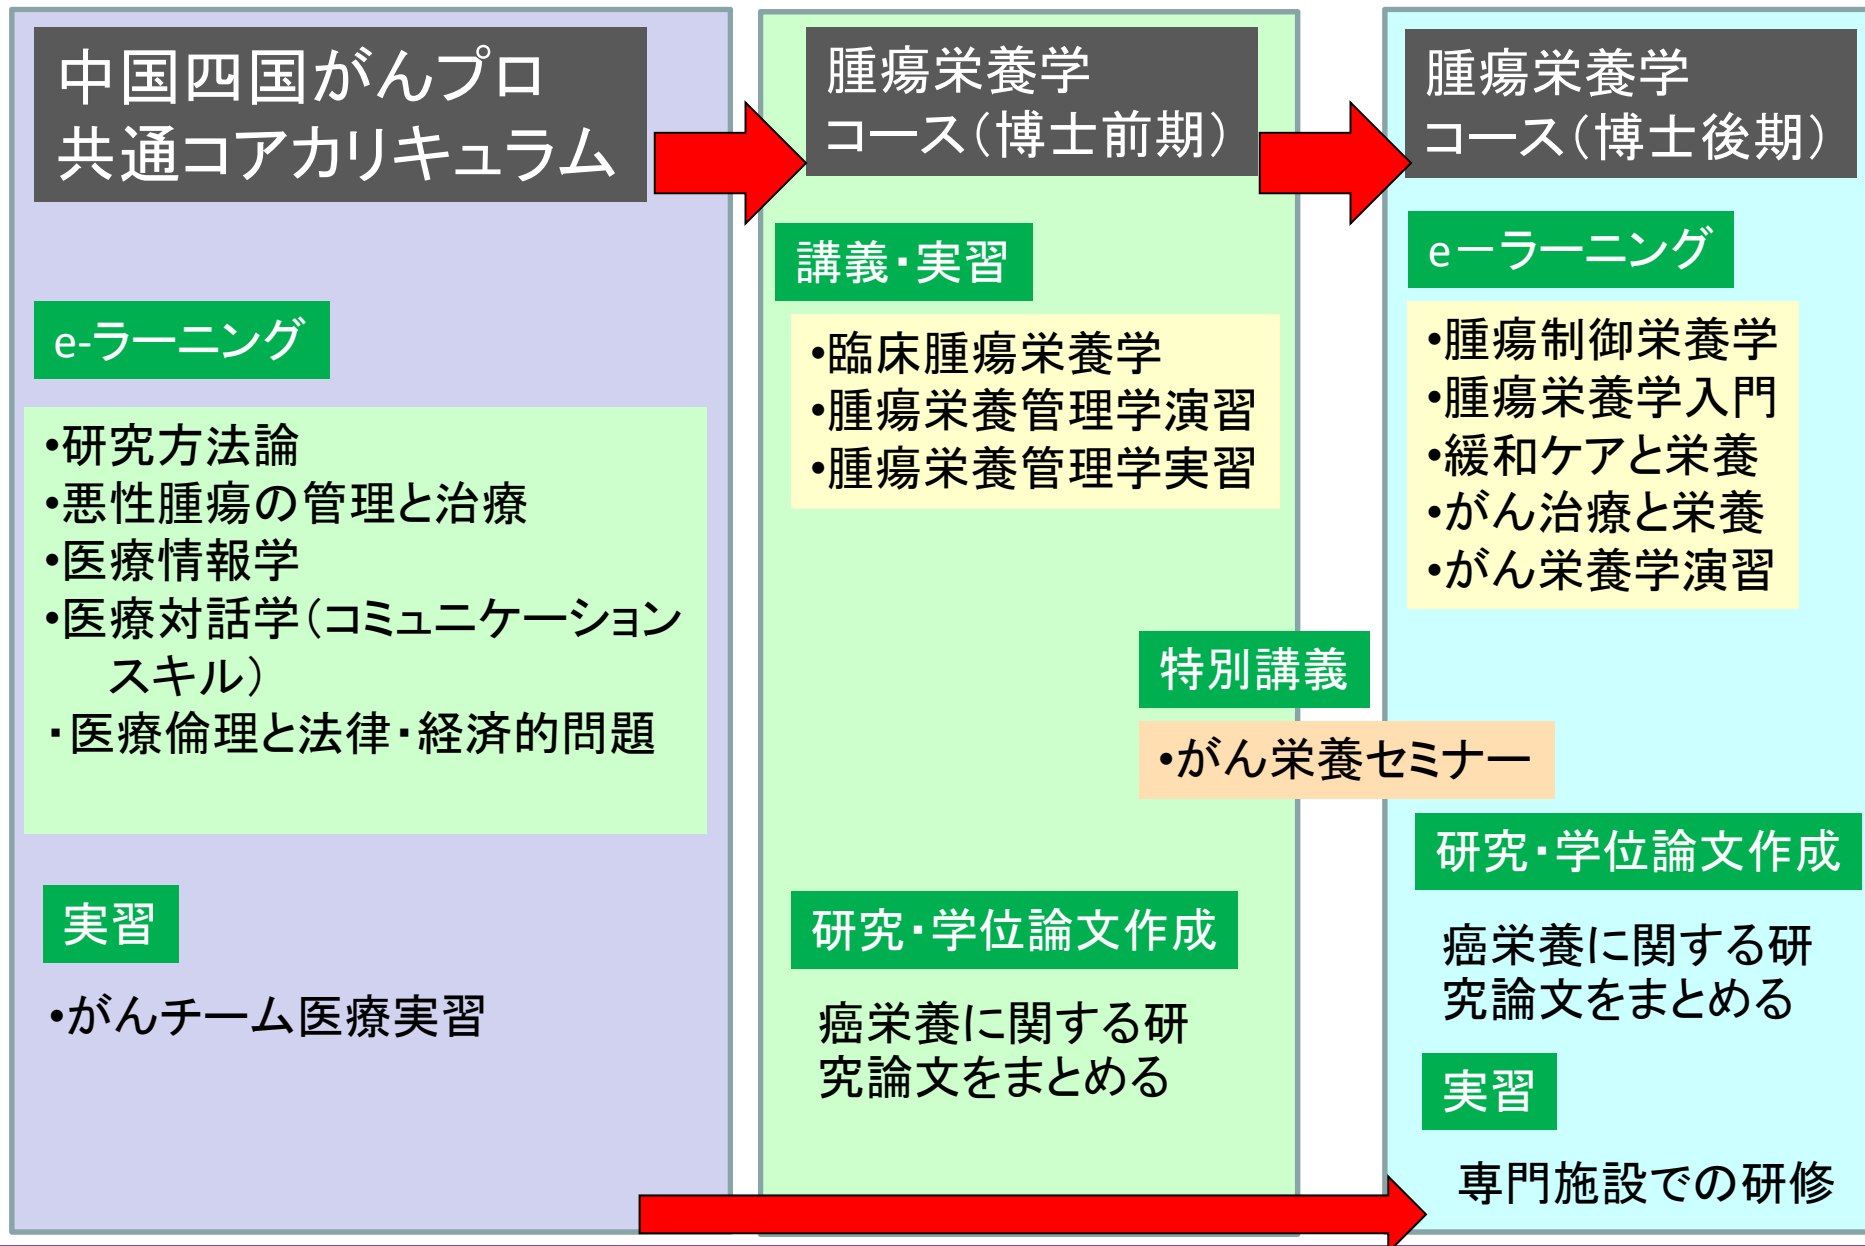 中国四国がんプロ
共通コアカリキュラム
e-ラーニング
•研究方法論
•悪性腫瘍の管理と治療
•医療情報学
•医療対話学（コミュニケーション
スキル）
・医療倫理と法律・経済的問題
実習
•がんチーム医療実習
腫瘍栄養学
コース（博士前期）
講義・実習
•臨床腫瘍栄養学
•腫瘍栄養管理学演習
•腫瘍栄養管理学実習
特別講義
•がん栄養セミナー
研究・学位論文作成
癌栄養に関する研
究論文をまとめる
腫瘍栄養学
コース（博士後期）
e－ラーニング
•腫瘍制御栄養学
•腫瘍栄養学入門
•緩和ケアと栄養
•がん治療と栄養
•がん栄養学演習
研究・学位論文作成
癌栄養に関する研
究論文をまとめる
実習
専門施設での研修